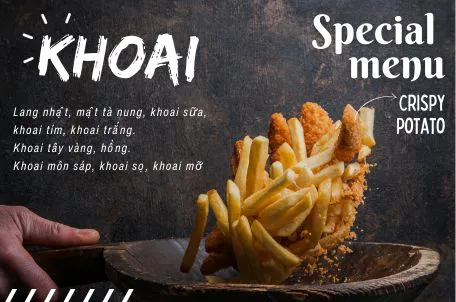 KHOAI
Special
menu
CRISPY
POTATO
Lang nhật, mật tà nung, khoai sữa,
khoai tím, khoai trắng.
Khoai tây vàng, hồng.
Khoai môn sáp, khoai sọ, khoai mỡ